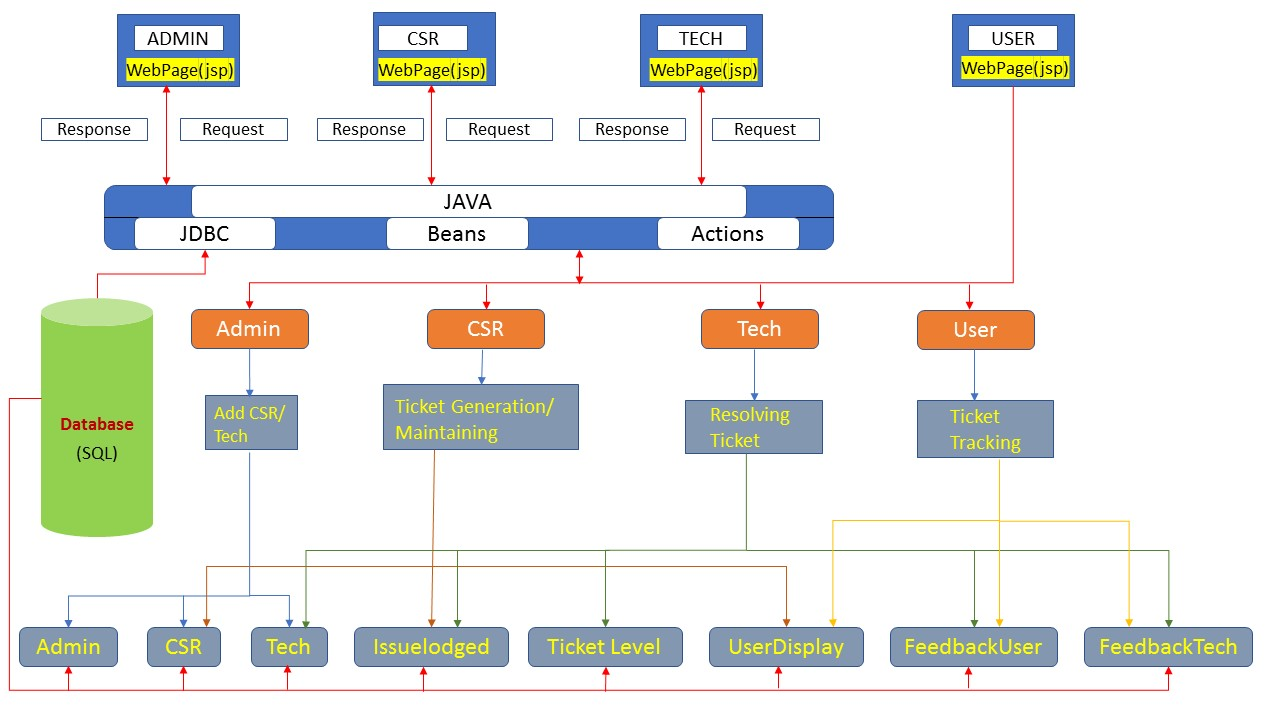 ADMIN
WebPage(jsp)
CSR
WebPage(jsp)
TECH
WebPage(jsp)
USER
WebPage(jsp)
Response
Request
Response
Request
Response
Request
JAVA
JDBC
Beans
Actions
Admin
CSR
Tech
User
Database
(SQL)
Add CSR/
Tech
Ticket Generation/
Maintaining
Resolving
Ticket
Ticket
Tracking
Admin
CSR
Tech
Issuelodged
Ticket Level
UserDisplay
FeedbackUser
FeedbackTech